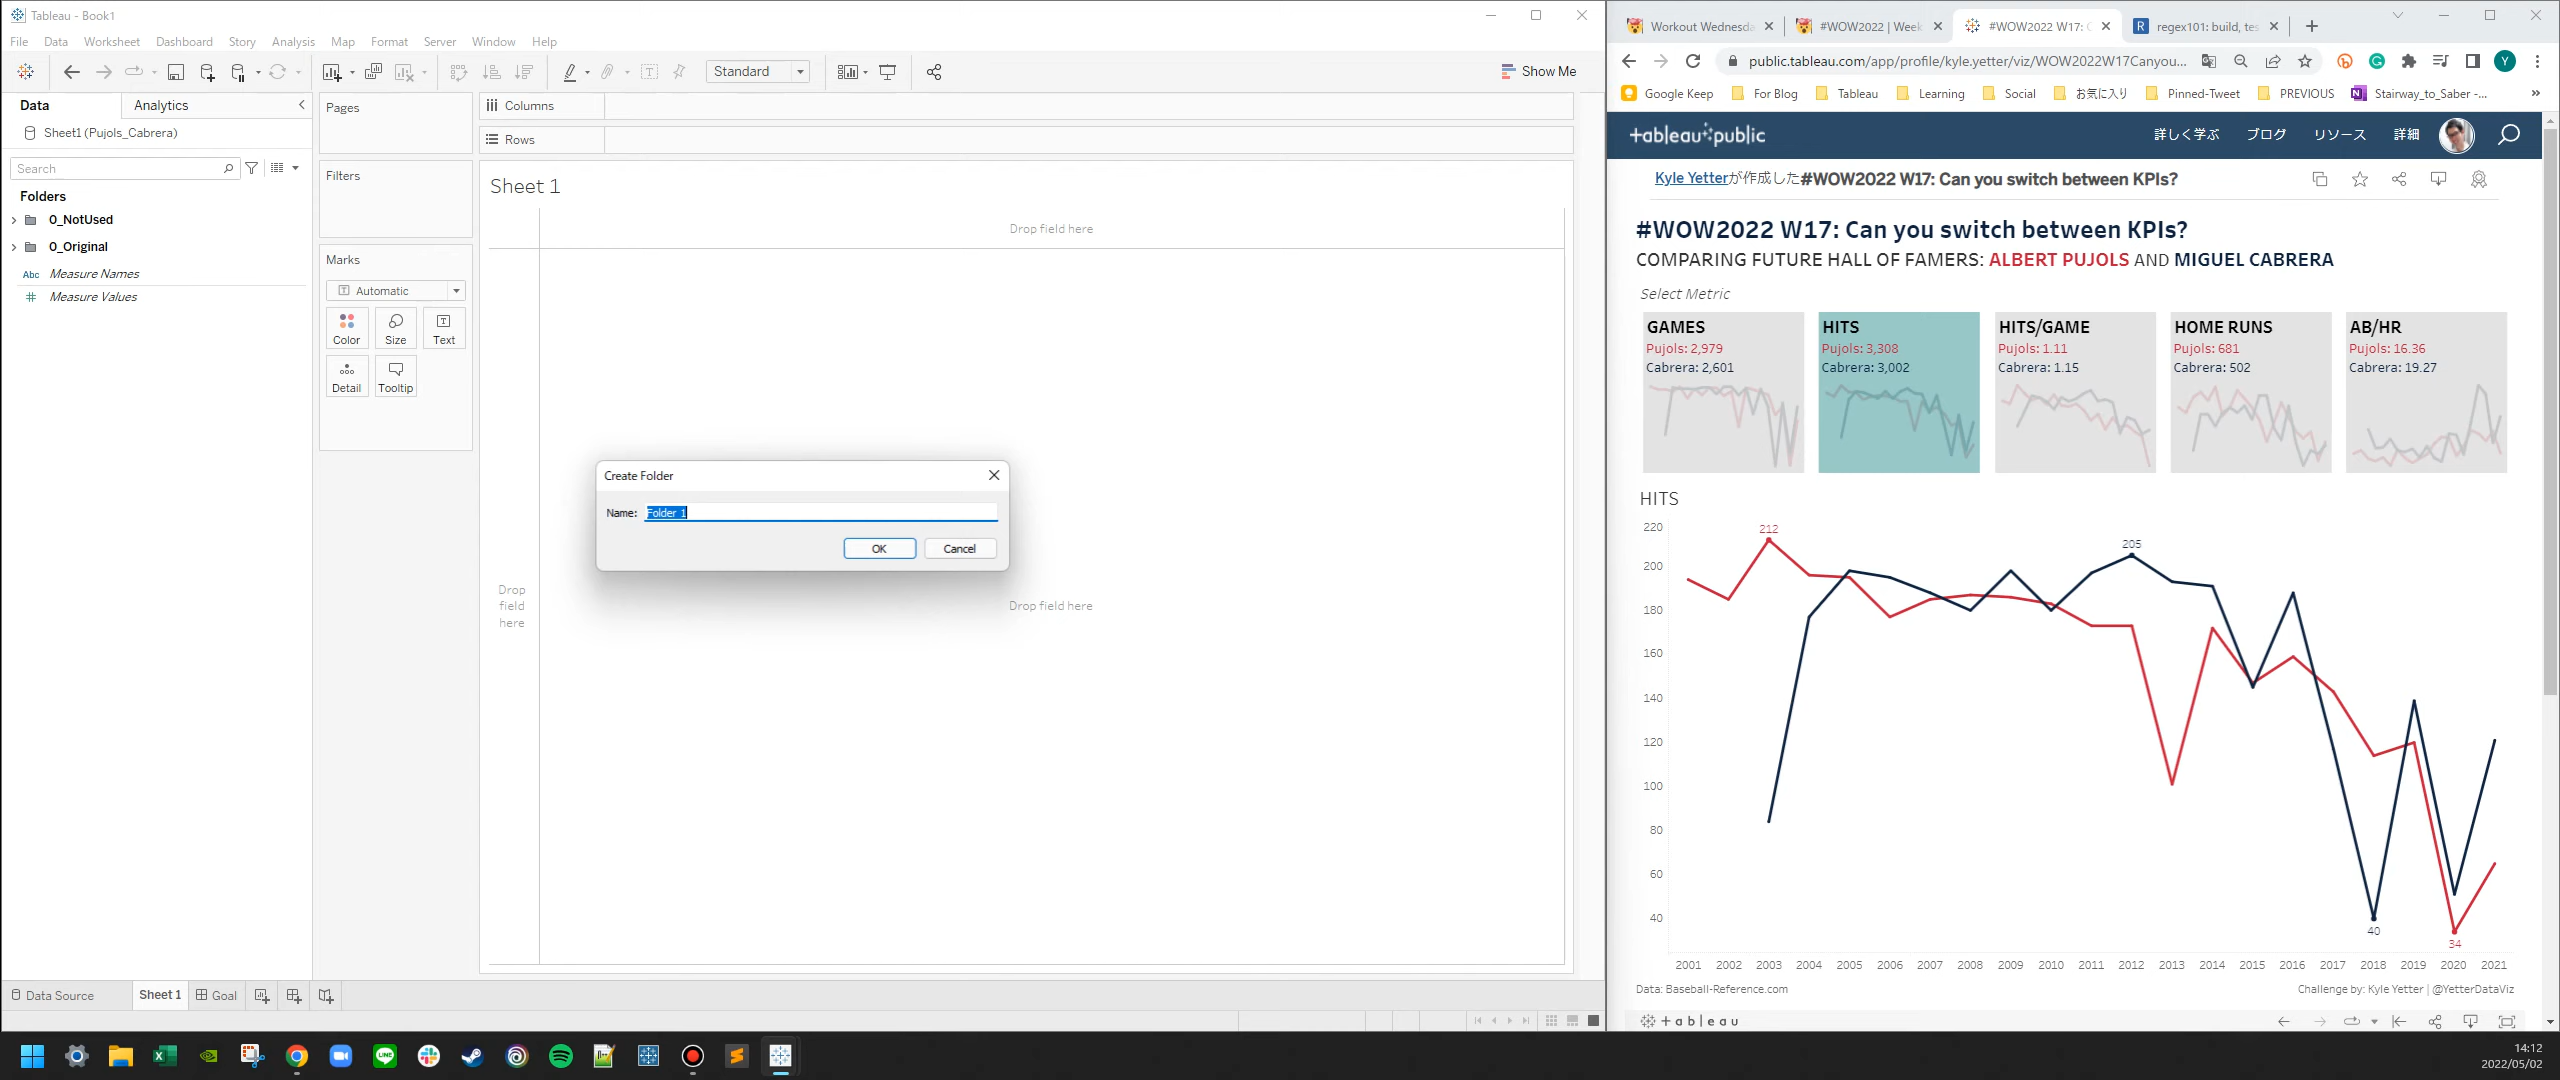 Tableau - Book1
File Data Worksheet Dashboard Story Analysis Map Format Server Window Help
Standard
Show Me
Data
Analytics
Sheet1 (Pujols_Cabrera)
Search
Folders
0_NotUsed
0_Original
Abc Measure Names
# Measure Values
Pages
Filters
Marks
Automatic
Color
Size
Text
Detail
Tooltip
Columns
Rows
Sheet 1
Drop field here
Drop
field
here
Drop field here
Create Folder
Name: Folder 1
OK
Cancel
Data Source
Sheet 1
Goal
Workout Wednesda
#WOW2022 | Week
#WOW2022 W17: C
regex101: build, tes
public.tableau.com/app/profile/kyle.yetter/viz/WOW2022W17Canyou...
Y
Google Keep
For Blog
Tableau
Learning
Social
お気に入り
Pinned-Tweet
PREVIOUS
Stairway_to_Saber -...
+ableau+public
詳しく学ぶ
ブログ
リソース
詳細
Kyle Yetterが作成した#WOW2022 W17: Can you switch between KPIs?
#WOW2022 W17: Can you switch between KPIs?
COMPARING FUTURE HALL OF FAMERS: ALBERT PUJOLS AND MIGUEL CABRERA
Select Metric
GAMES
Pujols: 2,979
Cabrera: 2,601
HITS
Pujols: 3,308
Cabrera: 3,002
HITS/GAME
Pujols: 1.11
Cabrera: 1.15
HOME RUNS
Pujols: 681
Cabrera: 502
AB/HR
Pujols: 16.36
Cabrera: 19.27
HITS
220
200
180
160
140
120
100
80
60
40
212
205
40
34
2001 2002 2003 2004 2005 2006 2007 2008 2009 2010 2011 2012 2013 2014 2015 2016 2017 2018 2019 2020 2021
Data: Baseball-Reference.com
Challenge by: Kyle Yetter | @YetterDataViz
+ableau
LINE
14:12
2022/05/02